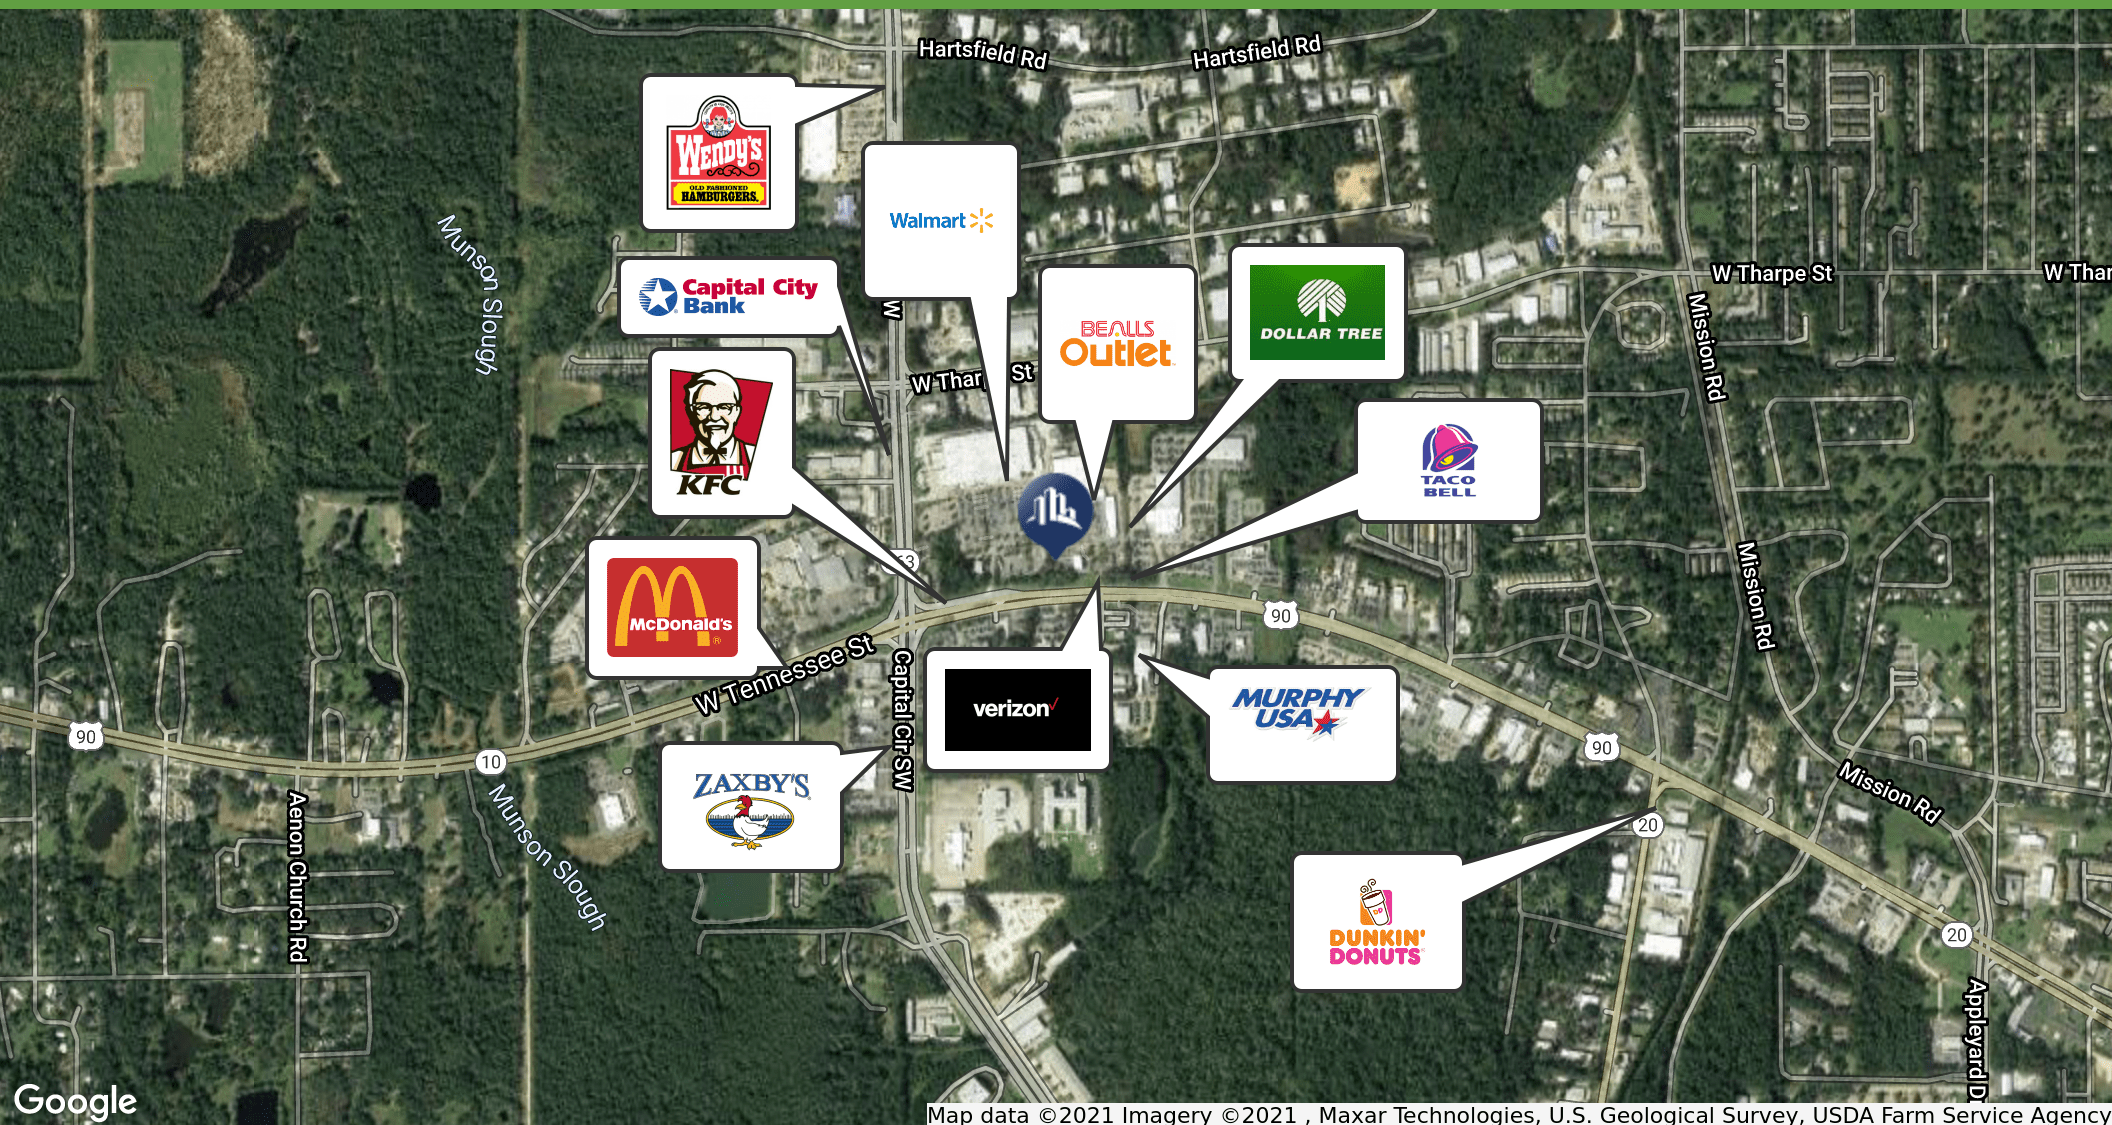 Hartsfield Rd
Hartsfield Rd
WENDY'S
OLD FASHIONED
HAMBURGERS.
Walmart
Munson Slough
W Tharpe St
W Thar
Capital City
Bank
W
BEALLS
Outlet
DOLLAR TREE
Mission Rd
W Thar
St
KFC
TACO
BELL
McDonald's
90
Mission Rd
W Tennessee St
Capital Cir SW
verizon
MURPHY
USA
90
90
10
ZAXBY'S
Mission Rd
Munson Slough
Aenon Church Rd
20
DUNKIN'
DONUTS
20
Appleyard D
Google
Map data ©2021 Imagery ©2021 , Maxar Technologies, U.S. Geological Survey, USDA Farm Service Agency